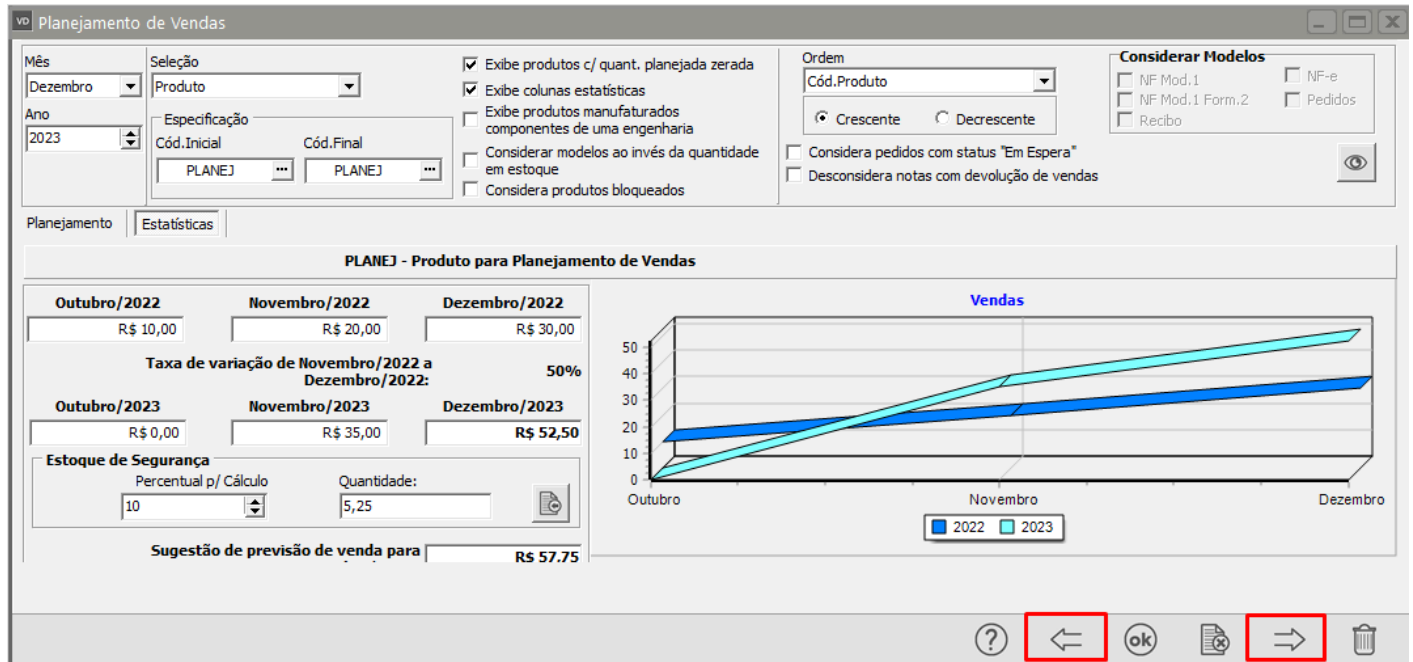 VD Planejamento de Vendas
Mês
Dezembro
Ano
2023
Seleção
Produto
Especificação
Cód.Inicial Cód.Final
PLANEJ ... PLANEJ ...
Exibe produtos c/ quant. planejada zerada
Exibe colunas estatísticas
Exibe produtos manufaturados
componentes de uma engenharia
Considerar modelos ao invés da quantidade
em estoque
Considera produtos bloqueados
Ordem
Cód.Produto
Crescente Decrescente
Considera pedidos com status "Em Espera"
Desconsidera notas com devolução de vendas
Considerar Modelos
NF Mod.1 NF-e
NF Mod.1 Form.2 Pedidos
Recibo
Planejamento Estatísticas
PLANEJ - Produto para Planejamento de Vendas
Outubro/2022 Novembro/2022 Dezembro/2022
R$ 10,00 R$ 20,00 R$ 30,00
Taxa de variação de Novembro/2022 a
Dezembro/2022: 50%
Outubro/2023 Novembro/2023 Dezembro/2023
R$ 0,00 R$ 35,00 R$ 52,50
Estoque de Segurança
Percentual p/ Cálculo Quantidade:
10 5,25
Sugestão de previsão de venda para R$ 57,75
Vendas
50
40
30
20
10
0
Outubro Novembro Dezembro
2022 2023
? ok